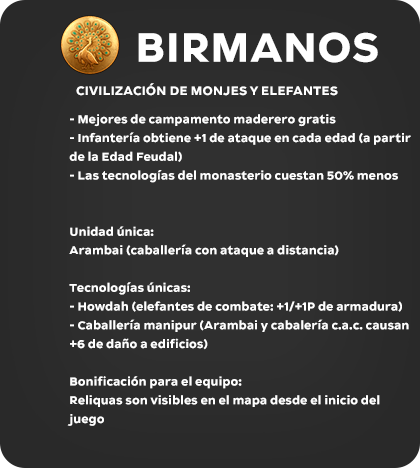 BIRMANOS
CIVILIZACIÓN DE MONJES Y ELEFANTES
- Mejores de campamento maderero gratis
- Infantería obtiene +1 de ataque en cada edad (a partir
de la Edad Feudal)
- Las tecnologías del monasterio cuestan 50% menos
Unidad única:
Arambai (caballería con ataque a distancia)
Tecnologías únicas:
- Howdah (elefantes de combate: +1/+1P de armadura)
- Caballería manipur (Arambai y cabalería c.a.c. causan
+6 de daño a edificios)
Bonificación para el equipo:
Reliquas son visibles en el mapa desde el inicio del
juego